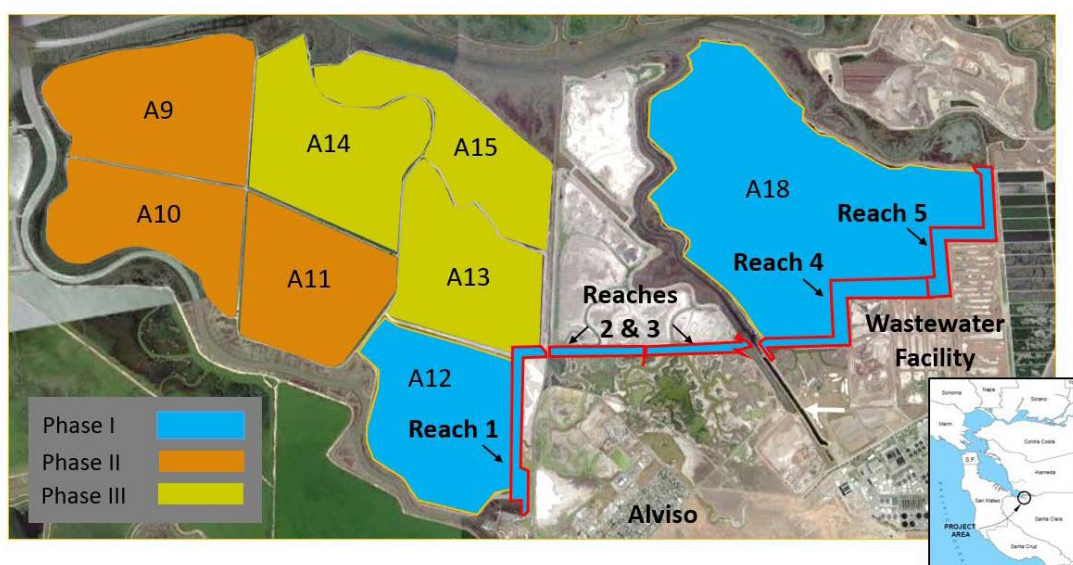 A9
A14
A15
A18
A10
Reach 5
A11
A13
Reach 4
Reaches
2 & 3
Wastewater
Facility
A12
Reach 1
Alviso
Phase I
Phase II
Phase III
Sonoma
Napa
Solano
Marin
Contra Costa
S.F.
Alameda
San Mateo
Santa Clara
PROJECT
AREA
Santa Cruz